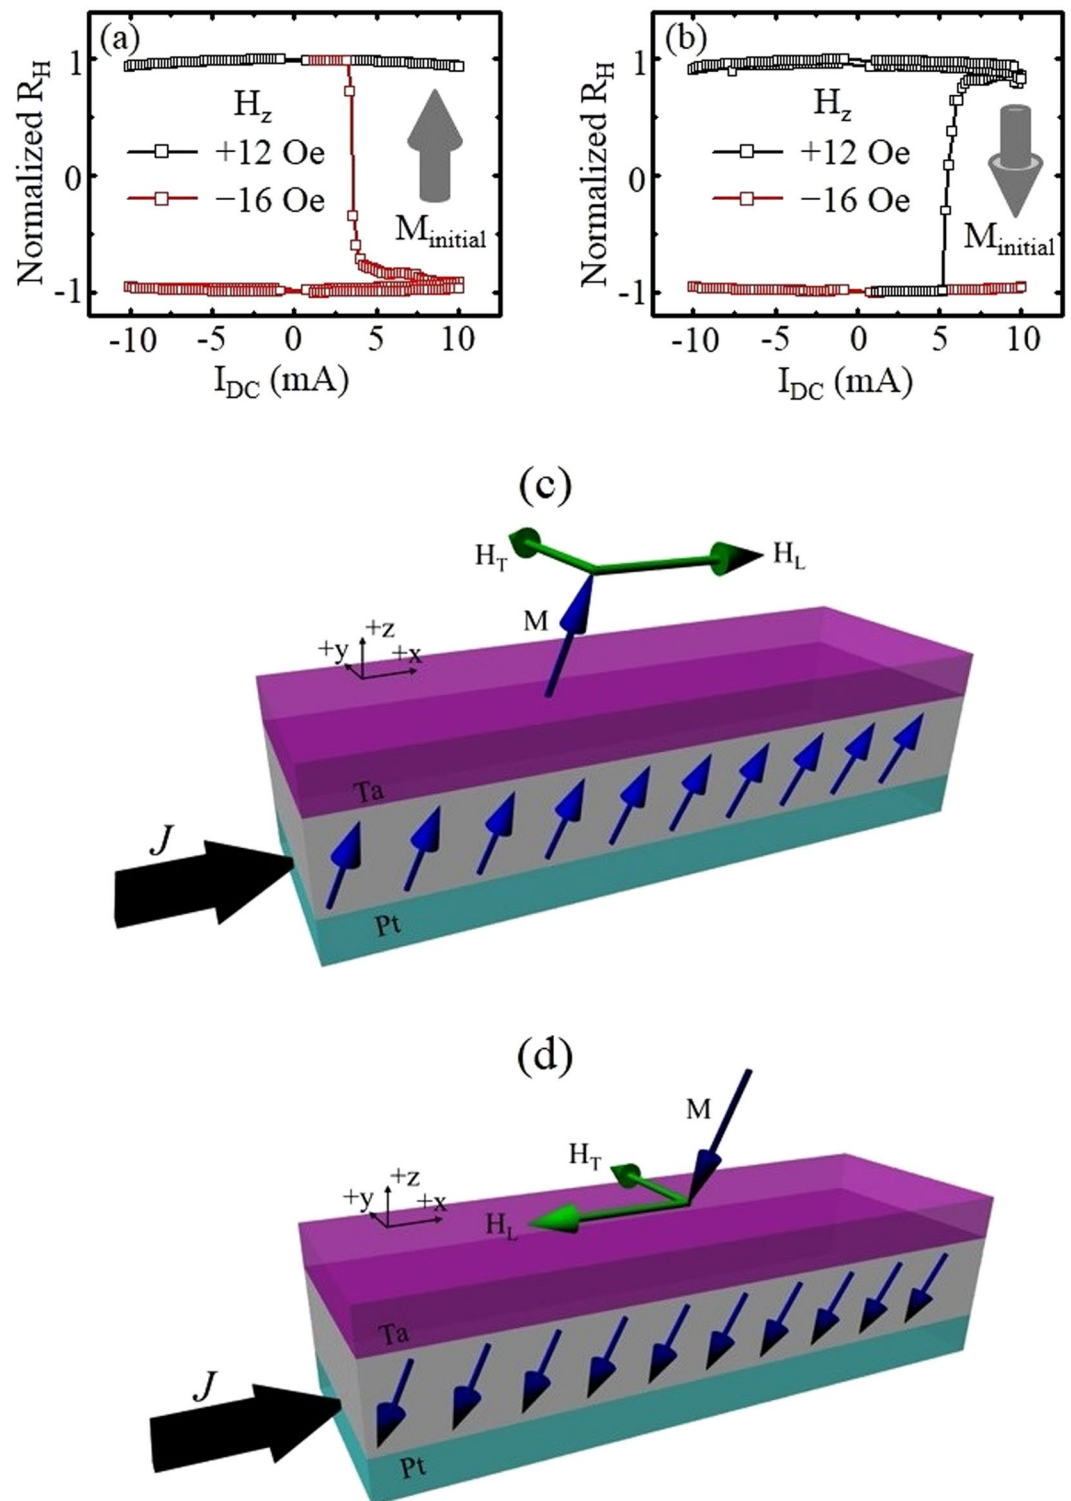 (a)
Normalized R_H
1
0
-1
H_z
+12 Oe
−16 Oe
M_initial
-10 -5 0 5 10
I_DC (mA)
(b)
Normalized R_H
1
0
-1
H_z
+12 Oe
−16 Oe
M_initial
-10 -5 0 5 10
I_DC (mA)
(c)
H_T
H_L
M
+z
+y
+x
Ta
J
Pt
(d)
M
H_T
+z
+y
+x
H_L
Ta
J
Pt